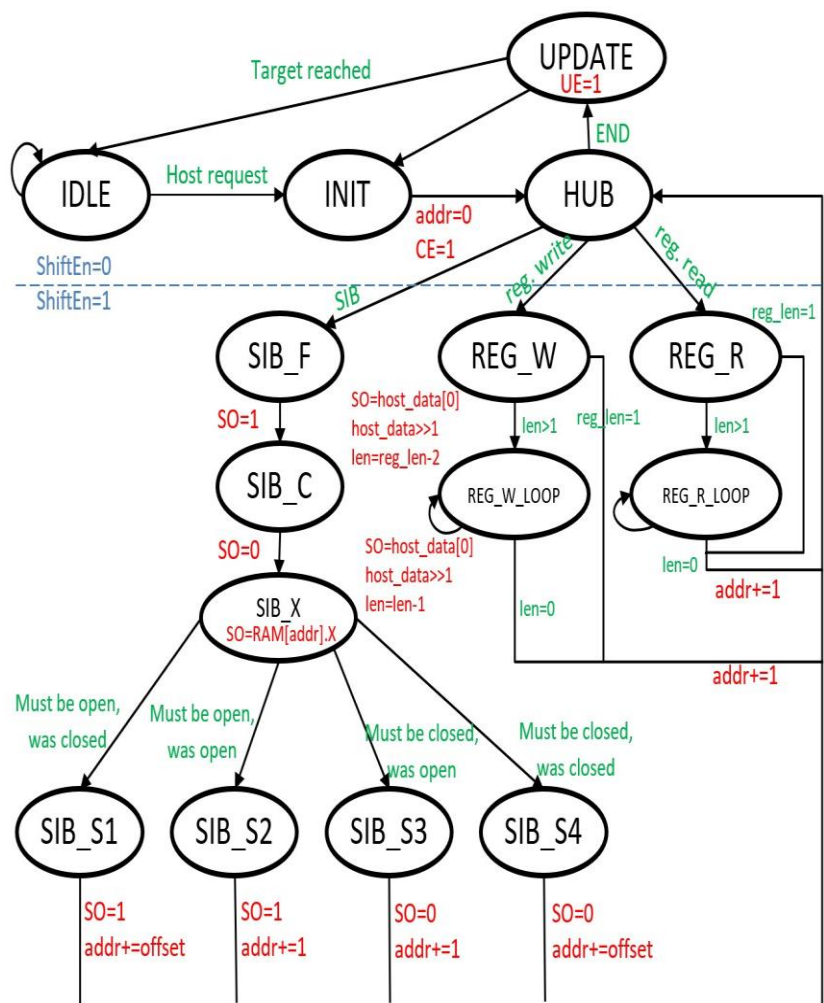 UPDATE
UE=1
Target reached
END
IDLE
Host request
INIT
HUB
addr=0
CE=1
ShiftEn=0
ShiftEn=1
SIB
reg. write
reg. read
reg_len=1
SIB_F
REG_W
REG_R
SO=1
SO=host_data[0]
host_data>>1
len=reg_len-2
len>1
reg_len=1
len>1
SIB_C
REG_W_LOOP
REG_R_LOOP
SO=0
SO=host_data[0]
host_data>>1
len=len-1
len=0
len=0
addr+=1
SIB_X
SO=RAM[addr].X
addr+=1
Must be open,
was closed
Must be open,
was open
Must be closed,
was open
Must be closed,
was closed
SIB_S1
SIB_S2
SIB_S3
SIB_S4
SO=1
addr+=offset
SO=1
addr+=1
SO=0
addr+=1
SO=0
addr+=offset